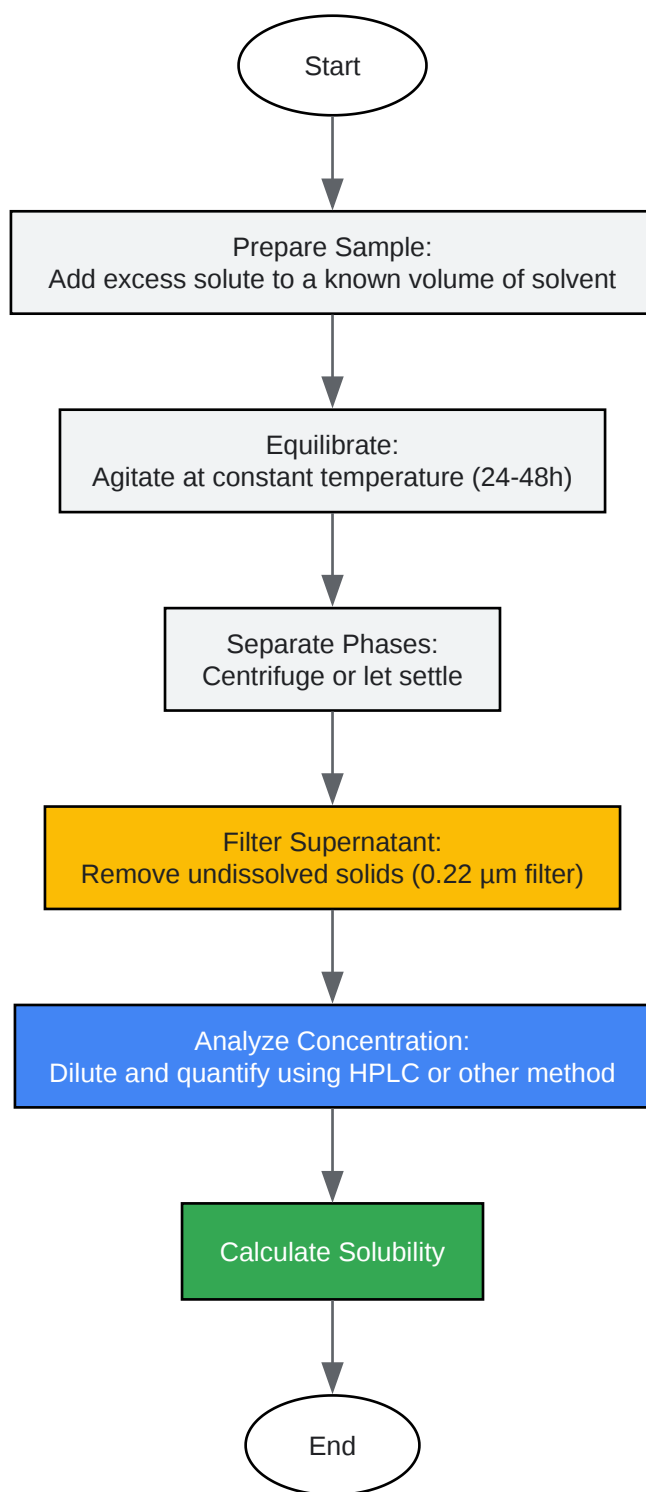 Start
Prepare Sample:
Add excess solute to a known volume of solvent
Equilibrate:
Agitate at constant temperature (24-48h)
Separate Phases:
Centrifuge or let settle
Filter Supernatant:
Remove undissolved solids (0.22 µm filter)
Analyze Concentration:
Dilute and quantify using HPLC or other method
Calculate Solubility
End